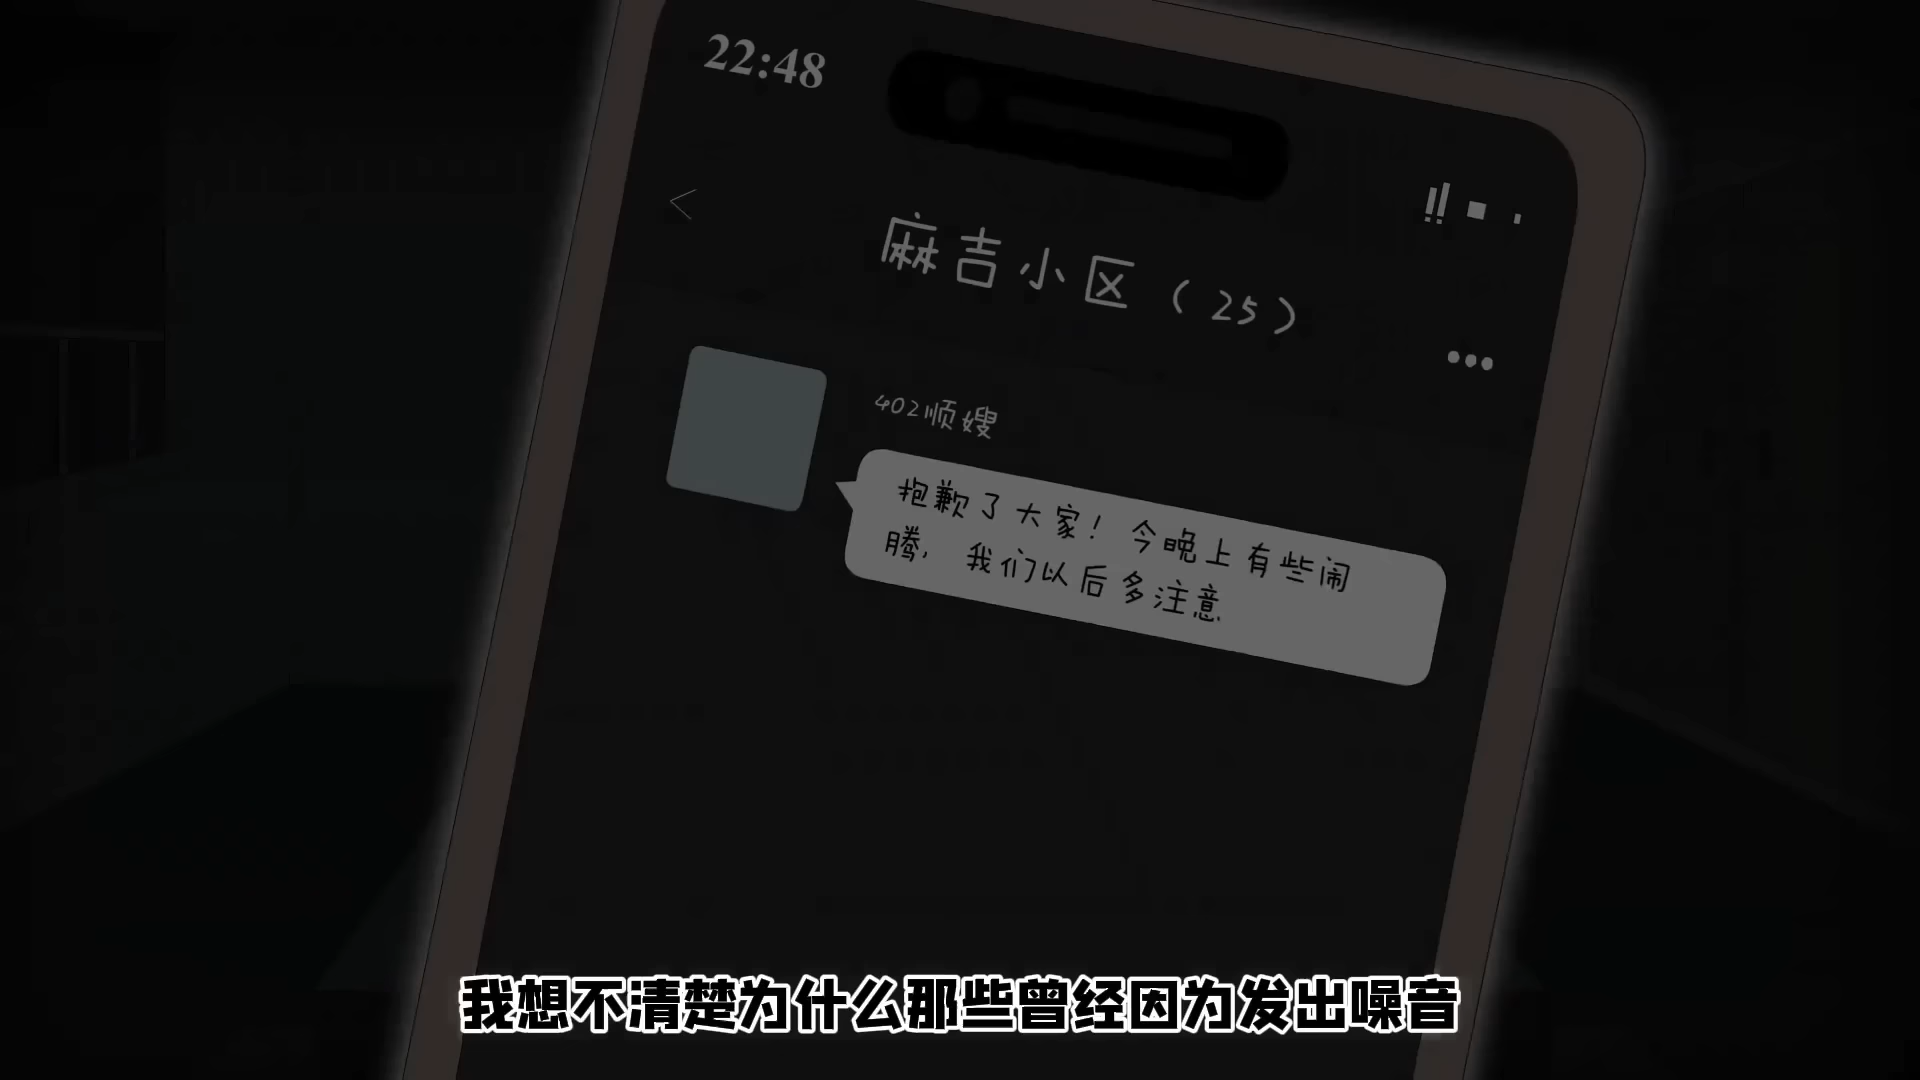 22:48
麻吉小区（25）
402顺嫂
抱歉了大家！今晚上有些闹
腾，我们以后多注意
我想不清楚为什么那些曾经因为发出噪音